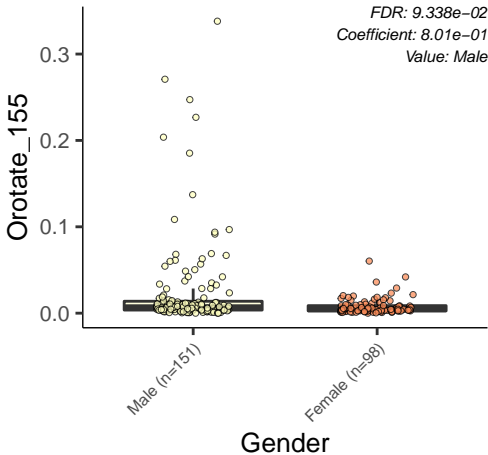 FDR: 9.338e−02
Coefficient: 8.01e−01
Value: Male
0.3
0.2
0.1
0.0
Orotate_155
Male (n=151)
Female (n=98)
Gender